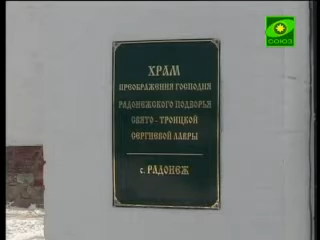 СОЮЗ
ХРАМ
ПРЕОБРАЖЕНИЯ ГОСПОДНЯ
РАДОНЕЖСКОГО ПОДВОРЬЯ
СВЯТО - ТРОИЦКОЙ
СЕРГИЕВОЙ ЛАВРЫ
с. РАДОНЕЖ